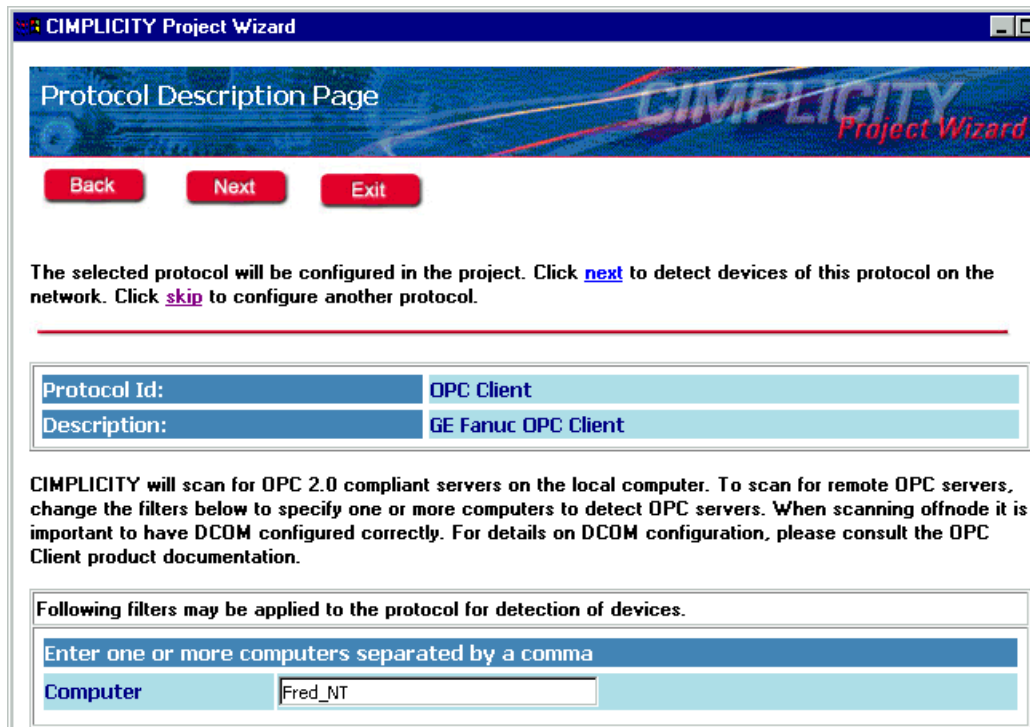 CIMPLICITY Project Wizard
Protocol Description Page
CIMPLICITY
Project Wizard
Back Next Exit
The selected protocol will be configured in the project. Click next to detect devices of this protocol on the
network. Click skip to configure another protocol.
Protocol Id: OPC Client
Description: GE Fanuc OPC Client
CIMPLICITY will scan for OPC 2.0 compliant servers on the local computer. To scan for remote OPC servers,
change the filters below to specify one or more computers to detect OPC servers. When scanning offnode it is
important to have DCOM configured correctly. For details on DCOM configuration, please consult the OPC
Client product documentation.
Following filters may be applied to the protocol for detection of devices.
Enter one or more computers separated by a comma
Computer Fred_NT